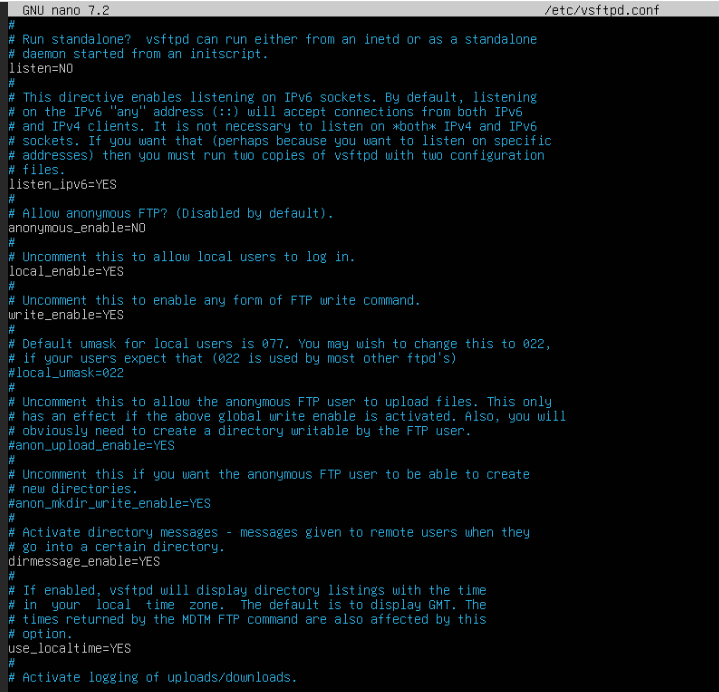 GNU nano 7.2 /etc/vsftpd.conf
#
# Run standalone?  vsftpd can run either from an inetd or as a standalone
# daemon started from an initscript.
listen=NO
#
# This directive enables listening on IPv6 sockets. By default, listening
# on the IPv6 "any" address (::) will accept connections from both IPv6
# and IPv4 clients. It is not necessary to listen on *both* IPv4 and IPv6
# sockets. If you want that (perhaps because you want to listen on specific
# addresses) then you must run two copies of vsftpd with two configuration
# files.
listen_ipv6=YES
#
# Allow anonymous FTP? (Disabled by default).
anonymous_enable=NO
#
# Uncomment this to allow local users to log in.
local_enable=YES
#
# Uncomment this to enable any form of FTP write command.
write_enable=YES
#
# Default umask for local users is 077. You may wish to change this to 022,
# if your users expect that (022 is used by most other ftpd's)
#local_umask=022
#
# Uncomment this to allow the anonymous FTP user to upload files. This only
# has an effect if the above global write enable is activated. Also, you will
# obviously need to create a directory writable by the FTP user.
#anon_upload_enable=YES
#
# Uncomment this if you want the anonymous FTP user to be able to create
# new directories.
#anon_mkdir_write_enable=YES
#
# Activate directory messages - messages given to remote users when they
# go into a certain directory.
dirmessage_enable=YES
#
# If enabled, vsftpd will display directory listings with the time
# in  your  local  time  zone.  The default is to display GMT. The
# times returned by the MDTM FTP command are also affected by this
# option.
use_localtime=YES
#
# Activate logging of uploads/downloads.